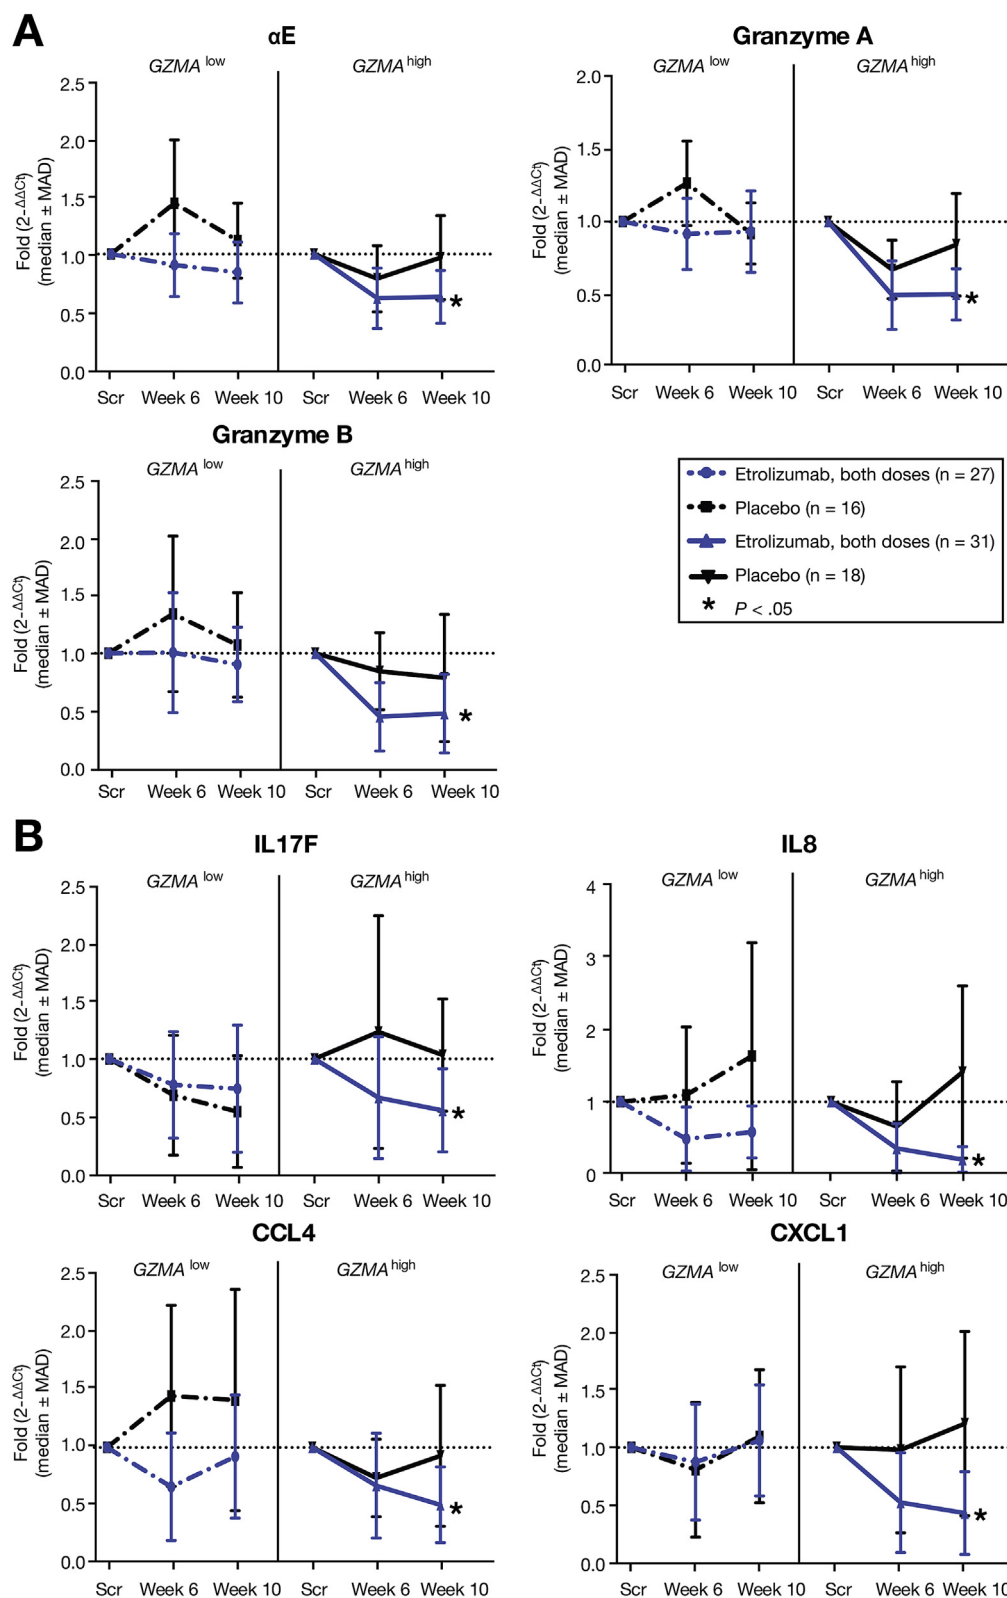 A
αE
Granzyme A
GZMA low
GZMA high
GZMA low
GZMA high
Fold (2-ΔΔCt)
(median ± MAD)
2.5
2.0
1.5
1.0
0.5
0.0
Scr Week 6 Week 10 Scr Week 6 Week 10
*
Fold (2-ΔΔCt)
(median ± MAD)
2.0
1.5
1.0
0.5
0.0
Scr Week 6 Week 10 Scr Week 6 Week 10
*
Granzyme B
GZMA low
GZMA high
Fold (2-ΔΔCt)
(median ± MAD)
2.5
2.0
1.5
1.0
0.5
0.0
Scr Week 6 Week 10 Scr Week 6 Week 10
*
Etrolizumab, both doses (n = 27)
Placebo (n = 16)
Etrolizumab, both doses (n = 31)
Placebo (n = 18)
* P < .05
B
IL17F
GZMA low
GZMA high
Fold (2-ΔΔCt)
(median ± MAD)
2.5
2.0
1.5
1.0
0.5
0.0
Scr Week 6 Week 10 Scr Week 6 Week 10
*
IL8
GZMA low
GZMA high
Fold (2-ΔΔCt)
(median ± MAD)
4
3
2
1
0
Scr Week 6 Week 10 Scr Week 6 Week 10
*
CCL4
GZMA low
GZMA high
Fold (2-ΔΔCt)
(median ± MAD)
2.5
2.0
1.5
1.0
0.5
0.0
Scr Week 6 Week 10 Scr Week 6 Week 10
*
CXCL1
GZMA low
GZMA high
Fold (2-ΔΔCt)
(median ± MAD)
2.5
2.0
1.5
1.0
0.5
0.0
Scr Week 6 Week 10 Scr Week 6 Week 10
*